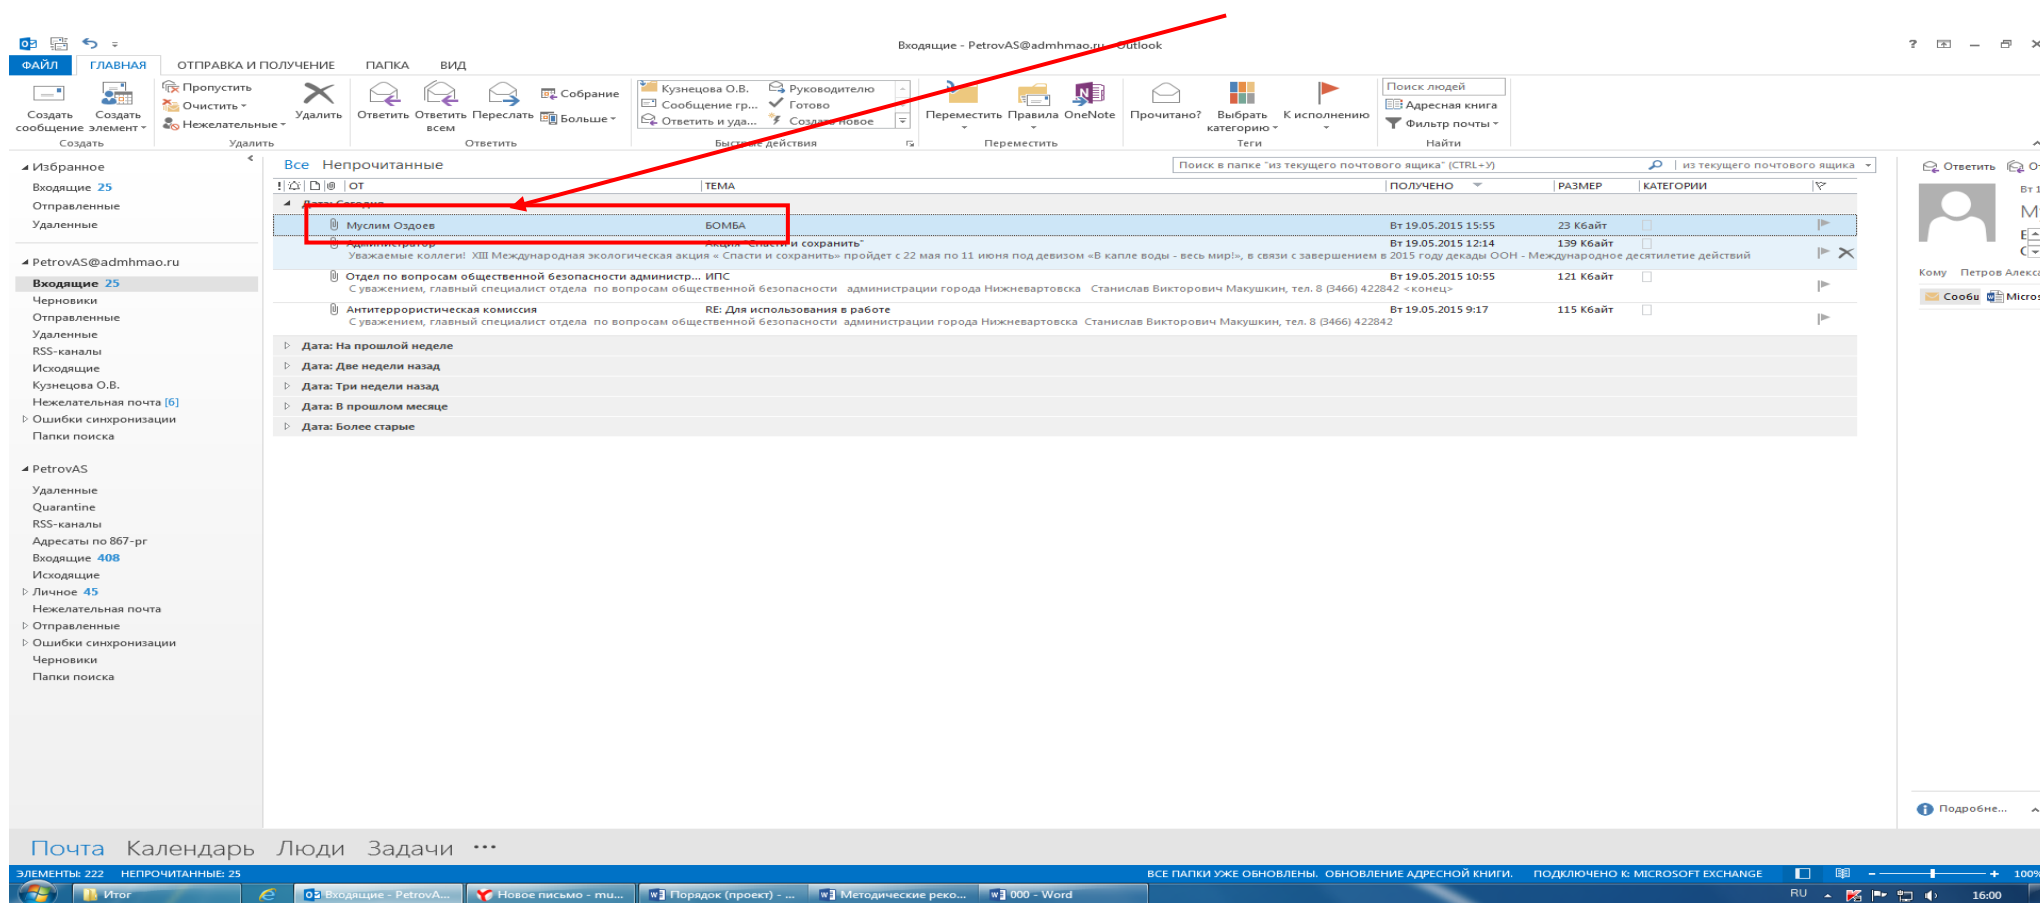 Входящие - PetrovAS@admhmao.ru - Outlook
ФАЙЛ ГЛАВНАЯ ОТПРАВКА И ПОЛУЧЕНИЕ ПАПКА ВИД
Создать сообщение
Создать элемент
Создать
Пропустить
Очистить
Нежелательные
Удалить
Удалить
Ответить
Ответить всем
Переслать
Собрание
Больше
Ответить
Кузнецова О.В.
Сообщение гр...
Ответить и уда...
Руководителю
Готово
Создать новое
Быстрые действия
Переместить
Правила
OneNote
Переместить
Прочитано?
Выбрать категорию
К исполнению
Теги
Поиск людей
Адресная книга
Фильтр почты
Найти
Избранное
Входящие 25
Отправленные
Удаленные
PetrovAS@admhmao.ru
Входящие 25
Черновики
Отправленные
Удаленные
RSS-каналы
Исходящие
Кузнецова О.В.
Нежелательная почта [6]
Ошибки синхронизации
Папки поиска
PetrovAS
Удаленные
Quarantine
RSS-каналы
Адресаты по 867-рг
Входящие 408
Исходящие
Личное 45
Нежелательная почта
Отправленные
Ошибки синхронизации
Черновики
Папки поиска
Все Непрочитанные
Поиск в папке "из текущего почтового ящика" (CTRL+У) из текущего почтового ящика
ОТ ТЕМА ПОЛУЧЕНО РАЗМЕР КАТЕГОРИИ
Дата: Сегодня
Муслим Оздоев БОМБА Вт 19.05.2015 15:55 23 Кбайт
Администратор Акция "Спасти и сохранить" Вт 19.05.2015 12:14 139 Кбайт
Уважаемые коллеги! XIII Международная экологическая акция « Спасти и сохранить» пройдет с 22 мая по 11 июня под девизом «В капле воды - весь мир!», в связи с завершением в 2015 году декады ООН - Международное десятилетие действий
Отдел по вопросам общественной безопасности администр... ИПС Вт 19.05.2015 10:55 121 Кбайт
С уважением, главный специалист отдела по вопросам общественной безопасности администрации города Нижневартовска Станислав Викторович Макушкин, тел. 8 (3466) 422842 <конец>
Антитеррористическая комиссия RE: Для использования в работе Вт 19.05.2015 9:17 115 Кбайт
С уважением, главный специалист отдела по вопросам общественной безопасности администрации города Нижневартовска Станислав Викторович Макушкин, тел. 8 (3466) 422842
Дата: На прошлой неделе
Дата: Две недели назад
Дата: Три недели назад
Дата: В прошлом месяце
Дата: Более старые
Ответить
Вт 1
Кому Петров Алекса
Сообщ Micros
Подробне...
Почта Календарь Люди Задачи ···
ЭЛЕМЕНТЫ: 222 НЕПРОЧИТАННЫЕ: 25 ВСЕ ПАПКИ УЖЕ ОБНОВЛЕНЫ. ОБНОВЛЕНИЕ АДРЕСНОЙ КНИГИ. ПОДКЛЮЧЕНО К: MICROSOFT EXCHANGE 100%
Итог Входящие - PetrovA... Новое письмо - mu... Порядок (проект) - ... Методические реко... 000 - Word RU 16:00